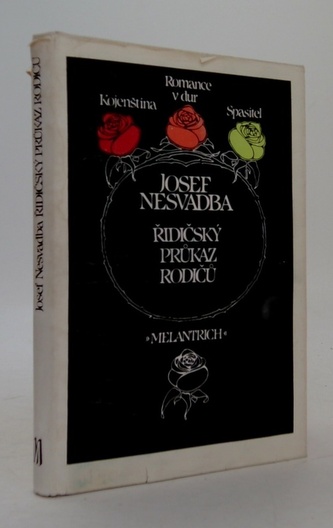 Romance
v dur
Kojenština
Spasitel
JOSEF
NESVADBA
ŘIDIČSKÝ
PRŮKAZ
RODIČŮ
»MELANTRICH«
Josef Nesvadba ŘIDIČSKÝ PRŮKAZ RODIČŮ
M